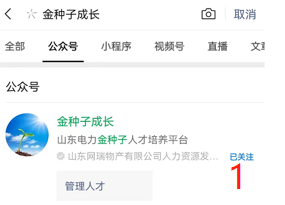 金种子成长
取消
全部 公众号 小程序 视频号 直播 文章
公众号
金种子成长
山东电力金种子人才培养平台
山东网瑞物产有限公司人力资源发... 已关注
1
管理人才